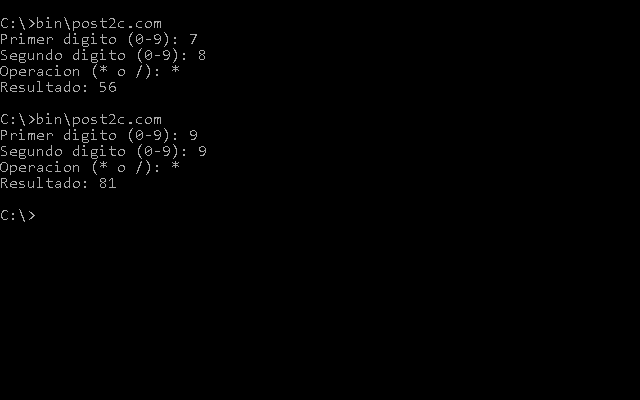 C:\>bin\post2c.com
Primer digito (0-9): 7
Segundo digito (0-9): 8
Operacion (* o /): *
Resultado: 56
C:\>bin\post2c.com
Primer digito (0-9): 9
Segundo digito (0-9): 9
Operacion (* o /): *
Resultado: 81
C:\>